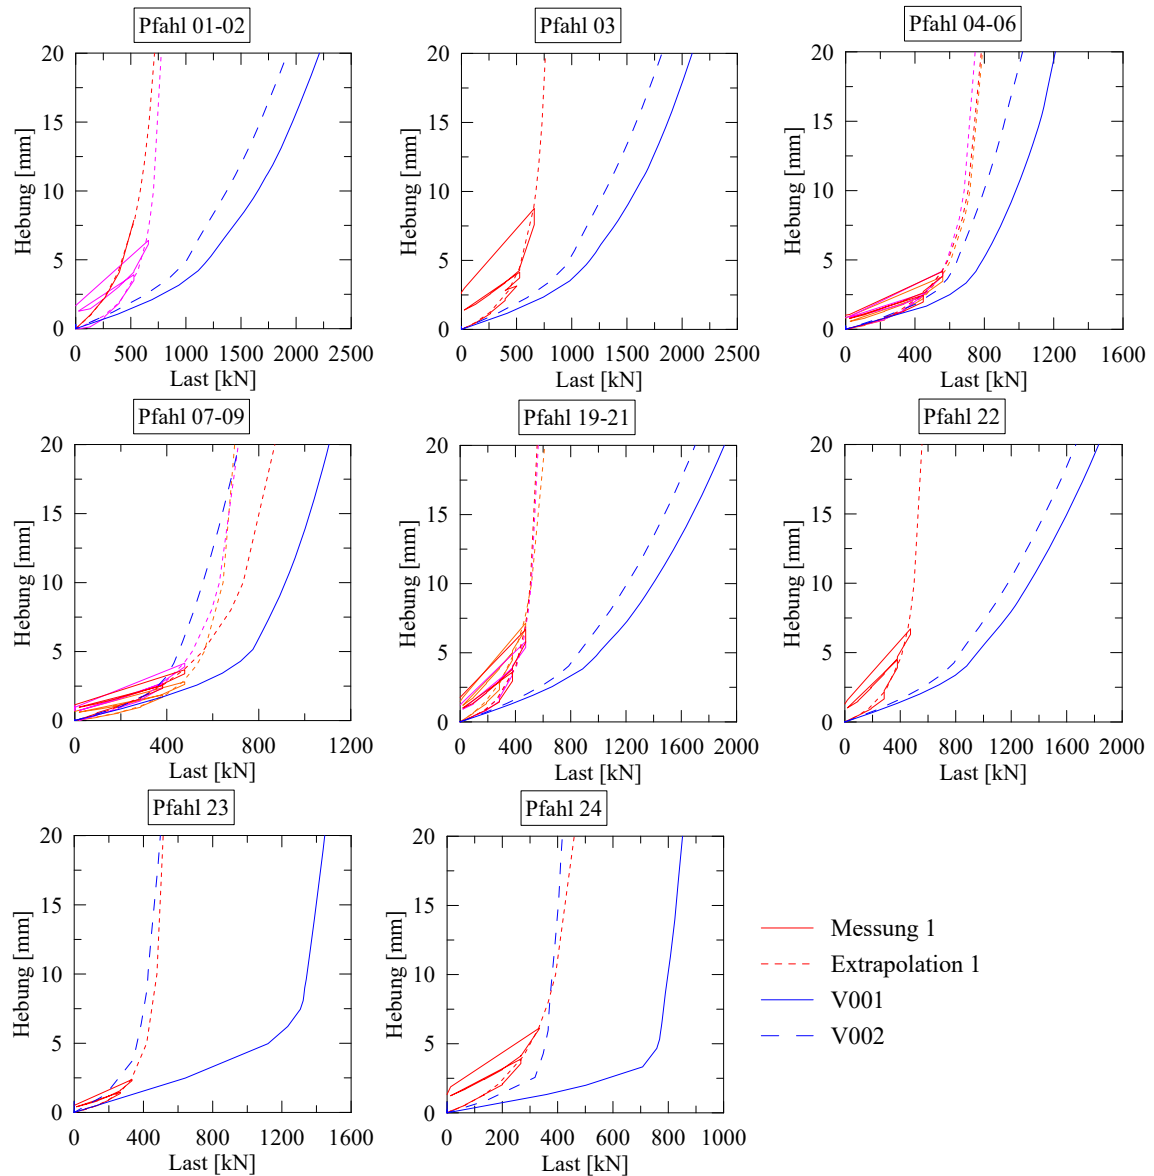 Pfahl 01-02
20
15
10
5
0
Hebung [mm]
0 500 1000 1500 2000 2500
Last [kN]
Pfahl 03
20
15
10
5
0
Hebung [mm]
0 500 1000 1500 2000 2500
Last [kN]
Pfahl 04-06
20
15
10
5
0
Hebung [mm]
0 400 800 1200 1600
Last [kN]
Pfahl 07-09
20
15
10
5
0
Hebung [mm]
0 400 800 1200
Last [kN]
Pfahl 19-21
20
15
10
5
0
Hebung [mm]
0 400 800 1200 1600 2000
Last [kN]
Pfahl 22
20
15
10
5
0
Hebung [mm]
0 400 800 1200 1600 2000
Last [kN]
Pfahl 23
20
15
10
5
0
Hebung [mm]
0 400 800 1200 1600
Last [kN]
Pfahl 24
20
15
10
5
0
Hebung [mm]
0 200 400 600 800 1000
Last [kN]
Messung 1
Extrapolation 1
V001
V002